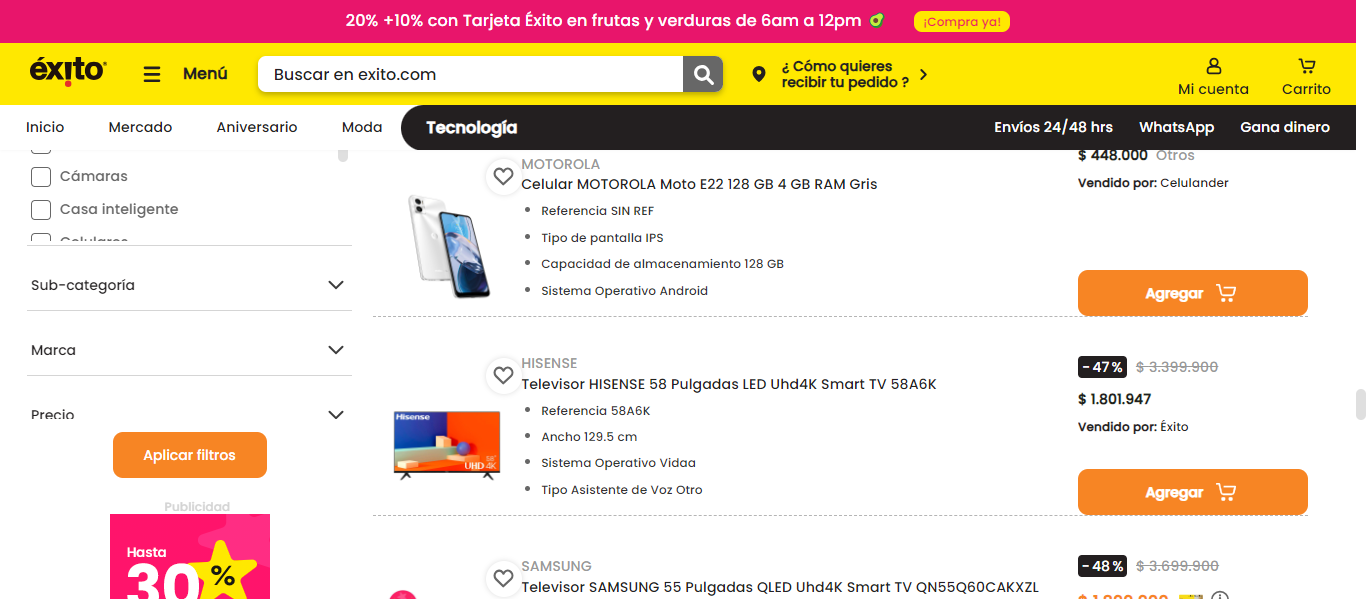 20% +10% con Tarjeta Éxito en frutas y verduras de 6am a 12pm
¡Compra ya!
éxito
Menú
Buscar en exito.com
¿ Cómo quieres
recibir tu pedido ?
Mi cuenta
Carrito
Inicio
Mercado
Aniversario
Moda
Tecnología
Envíos 24/48 hrs
WhatsApp
Gana dinero
Cámaras
Casa inteligente
Celulares
Sub-categoría
Marca
Precio
Aplicar filtros
Publicidad
Hasta
30%
MOTOROLA
Celular MOTOROLA Moto E22 128 GB 4 GB RAM Gris
Referencia SIN REF
Tipo de pantalla IPS
Capacidad de almacenamiento 128 GB
Sistema Operativo Android
$ 448.000 Otros
Vendido por: Celulander
Agregar
HISENSE
Televisor HISENSE 58 Pulgadas LED Uhd4K Smart TV 58A6K
Hisense
58"
UHD 4K
Referencia 58A6K
Ancho 129.5 cm
Sistema Operativo Vidaa
Tipo Asistente de Voz Otro
- 47 % $ 3.399.900
$ 1.801.947
Vendido por: Éxito
Agregar
SAMSUNG
Televisor SAMSUNG 55 Pulgadas QLED Uhd4K Smart TV QN55Q60CAKXZL
- 48 % $ 3.699.900